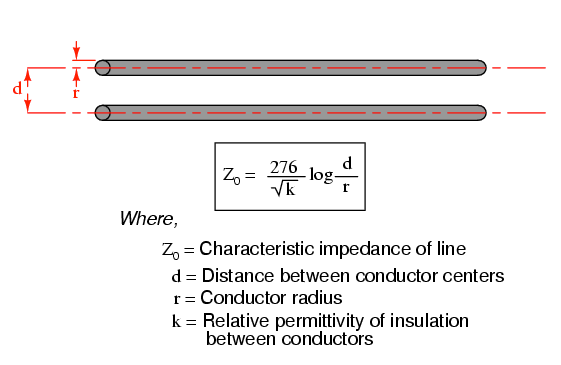 r
d
Z₀ = 276/√k log d/r
Where,
Z₀ = Characteristic impedance of line
d = Distance between conductor centers
r = Conductor radius
k = Relative permittivity of insulation
between conductors